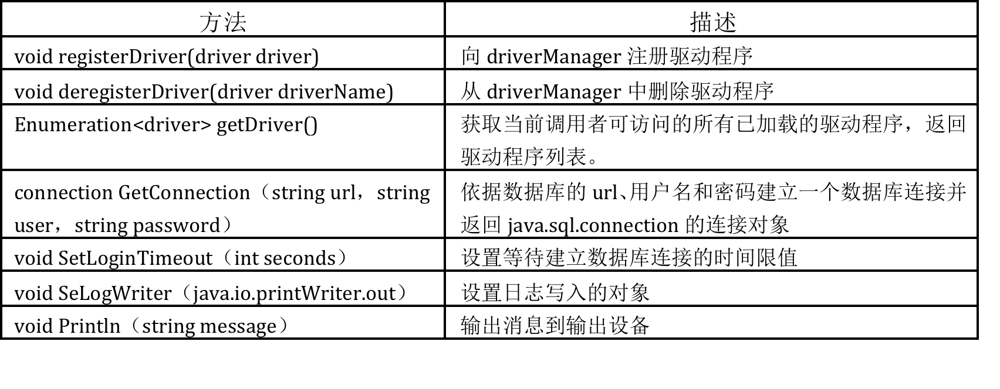 方法
描述
void registerDriver(driver driver)
向 driverManager 注册驱动程序
void deregisterDriver(driver driverName)
从 driverManager 中删除驱动程序
Enumeration<driver> getDriver()
获取当前调用者可访问的所有已加载的驱动程序，返回
驱动程序列表。
connection GetConnection（string url，string
user，string password）
依据数据库的 url、用户名和密码建立一个数据库连接并
返回 java.sql.connection 的连接对象
void SetLoginTimeout（int seconds）
设置等待建立数据库连接的时间限值
void SeLogWriter（java.io.printWriter.out）
设置日志写入的对象
void Println（string message）
输出消息到输出设备